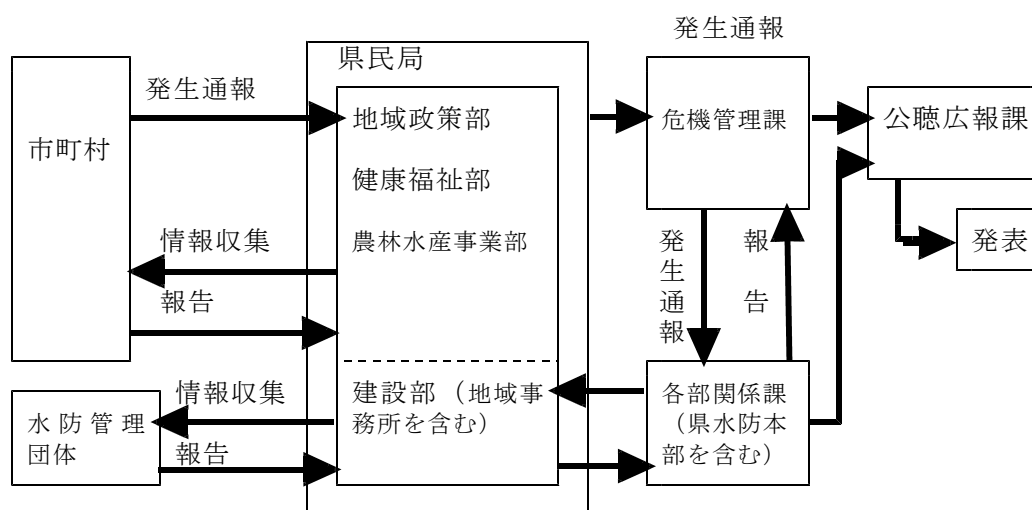 発生通報
県民局
発生通報
地域政策部
危機管理課
公聴広報課
市町村
健康福祉部
情報収集
農林水産事業部
発生通報
報告
発表
報告
情報収集
建設部（地域事
務所を含む）
各部関係課
（県水防本
部を含む）
水防管理
団体
報告